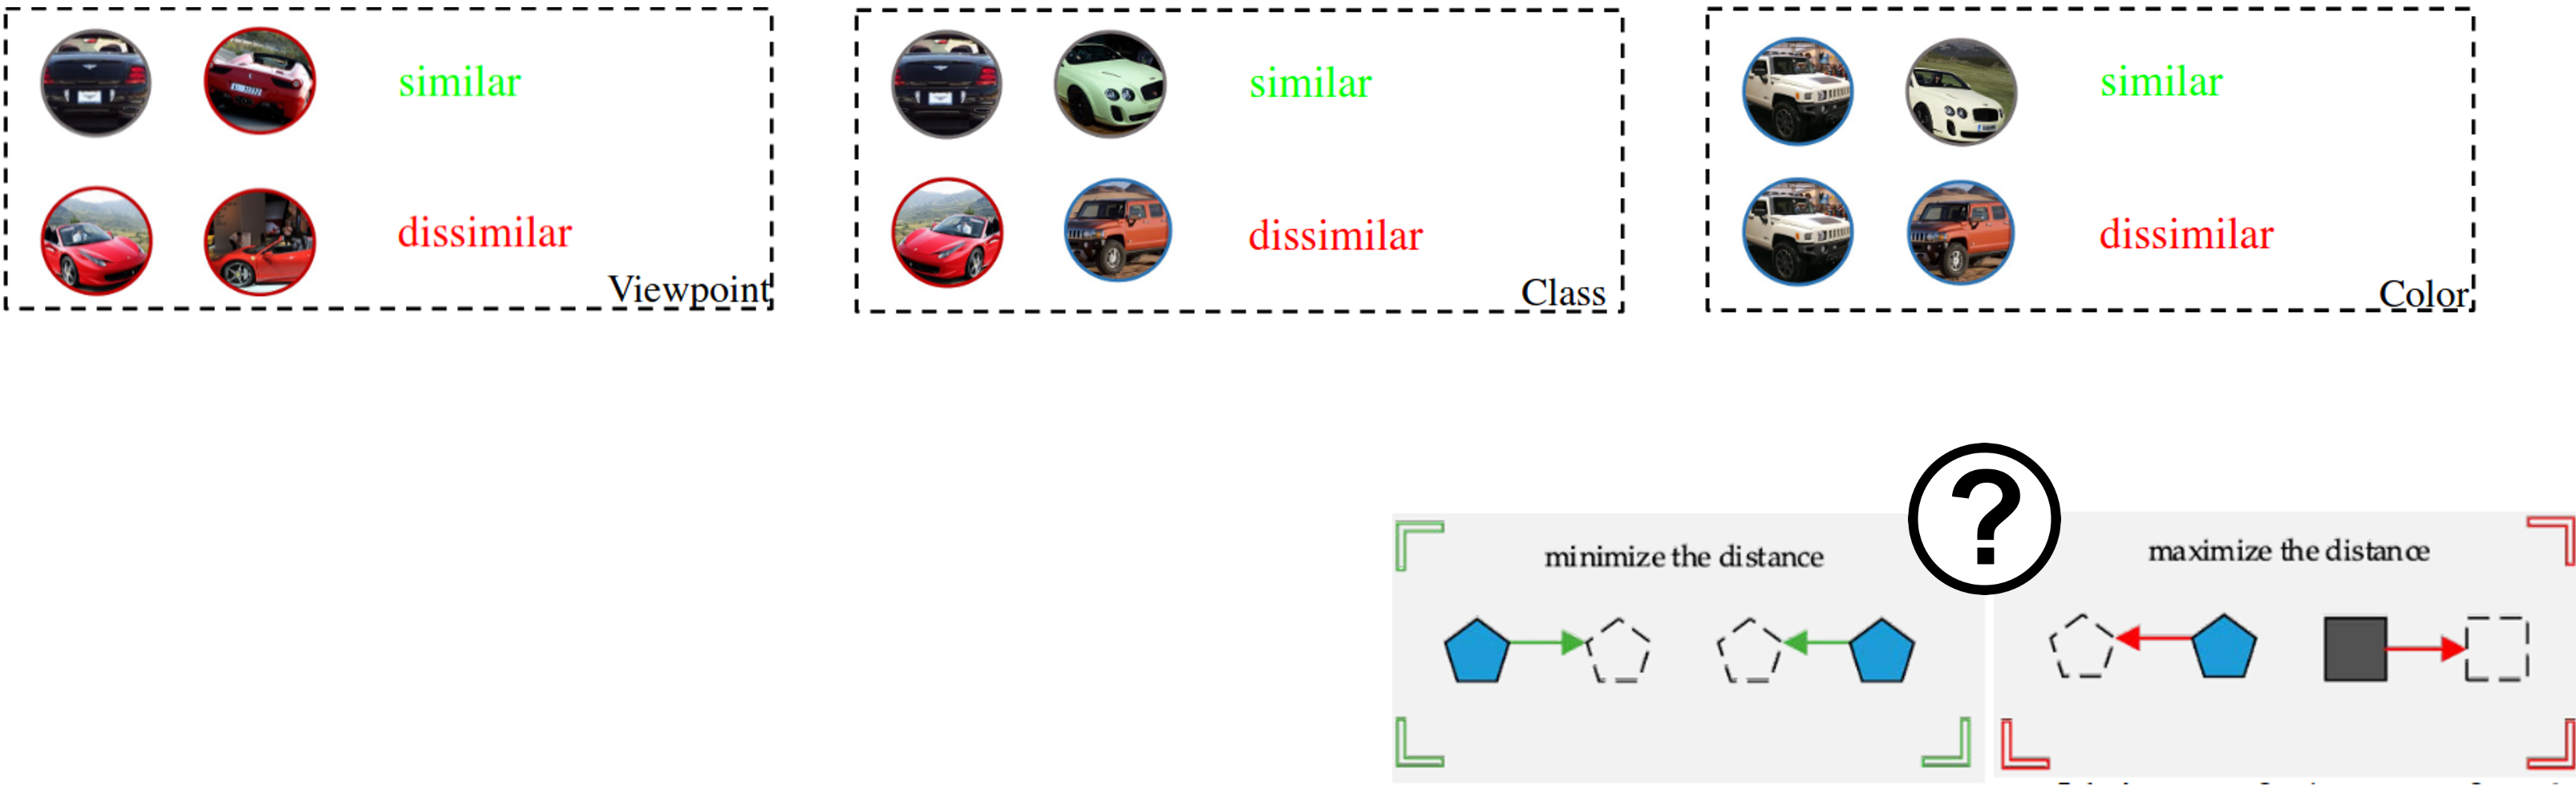 similar
dissimilar
Viewpoint
similar
dissimilar
Class
similar
dissimilar
Color
?
minimize the distance
maximize the distance